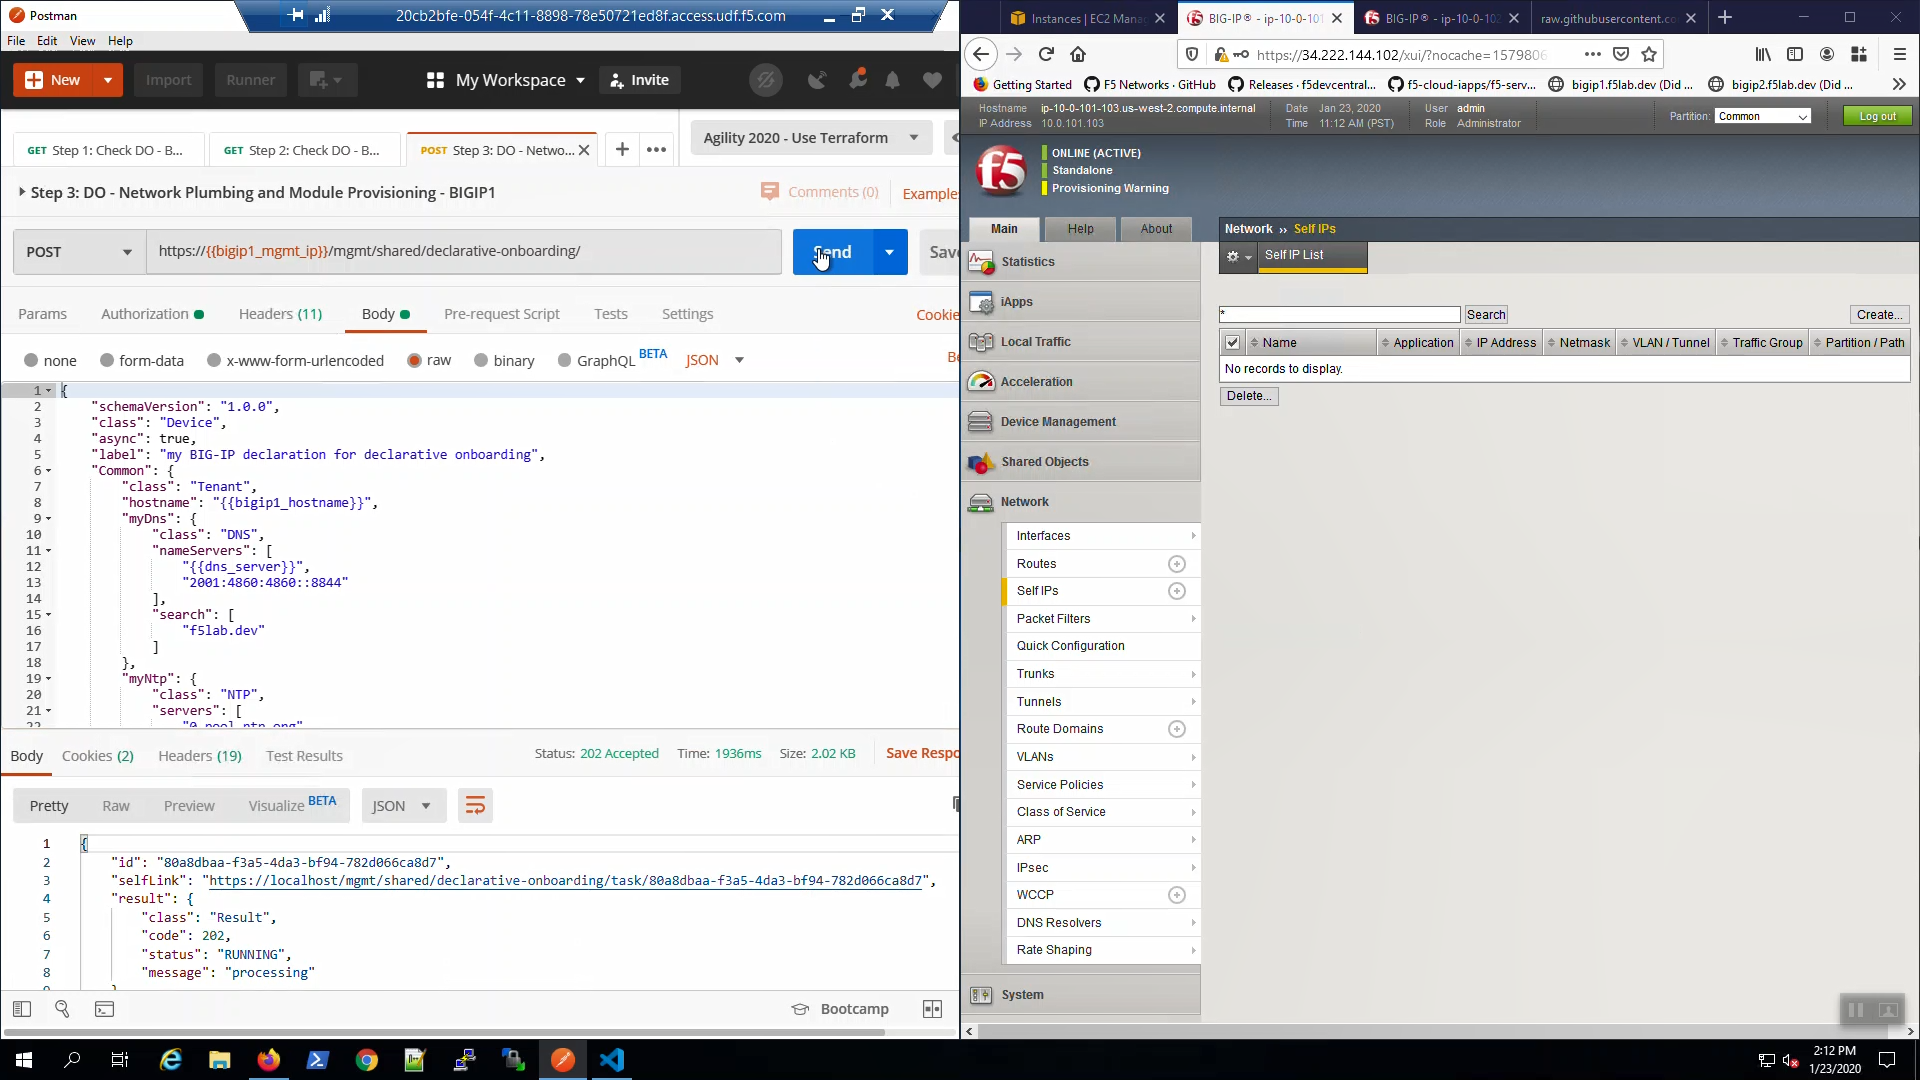 Postman
20cb2bfe-054f-4c11-8898-78e50721ed8f.access.udf.f5.com
File Edit View Help
New
Import
Runner
My Workspace
Invite
GET Step 1: Check DO - B...
GET Step 2: Check DO - B...
POST Step 3: DO - Netwo...
Agility 2020 - Use Terraform
Step 3: DO - Network Plumbing and Module Provisioning - BIGIP1
Comments (0)
Examples
POST
https://{{bigip1_mgmt_ip}}/mgmt/shared/declarative-onboarding/
Send
Save
Params
Authorization
Headers (11)
Body
Pre-request Script
Tests
Settings
Cookie
none
form-data
x-www-form-urlencoded
raw
binary
GraphQL BETA
JSON
Be
1 {
2 "schemaVersion": "1.0.0",
3 "class": "Device",
4 "async": true,
5 "label": "my BIG-IP declaration for declarative onboarding",
6 "Common": {
7 "class": "Tenant",
8 "hostname": "{{bigip1_hostname}}",
9 "myDns": {
10 "class": "DNS",
11 "nameServers": [
12 "{{dns_server}}",
13 "2001:4860:4860::8844"
14 ],
15 "search": [
16 "f5lab.dev"
17 ]
18 },
19 "myNtp": {
20 "class": "NTP",
21 "servers": [
22 "0.pool.ntp.org"
Body
Cookies (2)
Headers (19)
Test Results
Status: 202 Accepted
Time: 1936ms
Size: 2.02 KB
Save Respo
Pretty
Raw
Preview
Visualize BETA
JSON
1 {
2 "id": "80a8dbaa-f3a5-4da3-bf94-782d066ca8d7",
3 "selfLink": "https://localhost/mgmt/shared/declarative-onboarding/task/80a8dbaa-f3a5-4da3-bf94-782d066ca8d7",
4 "result": {
5 "class": "Result",
6 "code": 202,
7 "status": "RUNNING",
8 "message": "processing"
Bootcamp
Instances | EC2 Mana
BIG-IP® - ip-10-0-101
BIG-IP® - ip-10-0-10
raw.githubusercontent.co
https://34.222.144.102/xui/?nocache=157980
Getting Started
F5 Networks · GitHub
Releases · f5devcentral...
f5-cloud-iapps/f5-serv...
bigip1.f5lab.dev (Did ...
bigip2.f5lab.dev (Did ...
Hostname ip-10-0-101-103.us-west-2.compute.internal
IP Address 10.0.101.103
Date Jan 23, 2020
Time 11:12 AM (PST)
User admin
Role Administrator
Partition: Common
Log out
f5
ONLINE (ACTIVE)
Standalone
Provisioning Warning
Main
Help
About
Network ›› Self IPs
Self IP List
*
Search
Create...
Name
Application
IP Address
Netmask
VLAN / Tunnel
Traffic Group
Partition / Path
No records to display.
Delete...
Statistics
iApps
Local Traffic
Acceleration
Device Management
Shared Objects
Network
Interfaces
Routes
Self IPs
Packet Filters
Quick Configuration
Trunks
Tunnels
Route Domains
VLANs
Service Policies
Class of Service
ARP
IPsec
WCCP
DNS Resolvers
Rate Shaping
System
2:12 PM
1/23/2020